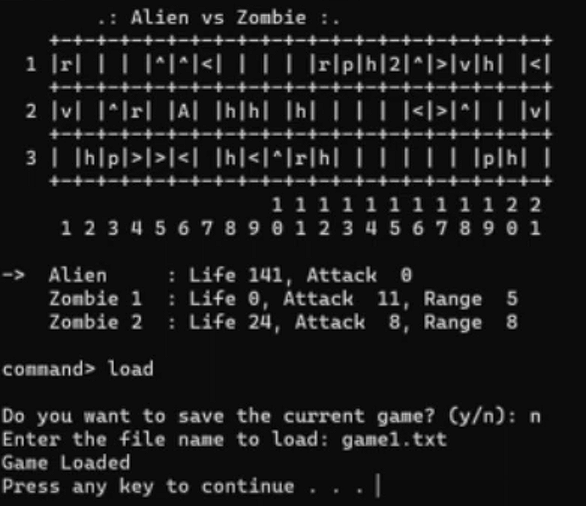 .: Alien vs Zombie :.
    +-+-+-+-+-+-+-+-+-+-+-+-+-+-+-+-+-+-+-+-+-+
  1 |r| | | |^|^|<| | | | |r|p|h|2|^|>|v|h| |<|
    +-+-+-+-+-+-+-+-+-+-+-+-+-+-+-+-+-+-+-+-+-+
  2 |v| |^|r| |A| |h|h| |h| | | | |<|>|^| | |v|
    +-+-+-+-+-+-+-+-+-+-+-+-+-+-+-+-+-+-+-+-+-+
  3 | |h|p|>|>|<| |h|<|^|r|h| | | | | | |p|h| |
    +-+-+-+-+-+-+-+-+-+-+-+-+-+-+-+-+-+-+-+-+-+
                       1 1 1 1 1 1 1 1 1 1 2 2
     1 2 3 4 5 6 7 8 9 0 1 2 3 4 5 6 7 8 9 0 1
->  Alien     : Life 141, Attack  0
    Zombie 1  : Life 0, Attack  11, Range  5
    Zombie 2  : Life 24, Attack  8, Range  8
command> load
Do you want to save the current game? (y/n): n
Enter the file name to load: game1.txt
Game Loaded
Press any key to continue . . .